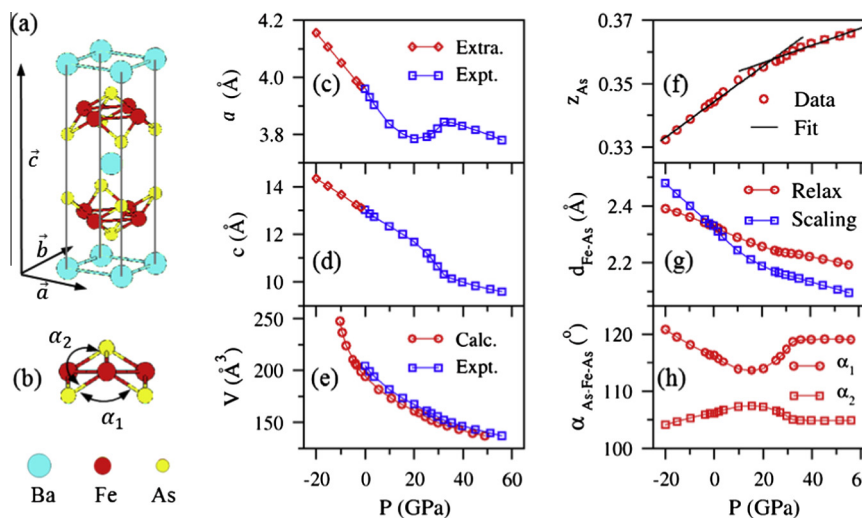 (a)
c
b
a
(b)
α2
α1
Ba Fe As
4.2
4.0
3.8
a (Å)
(c)
Extra.
Expt.
14
12
10
c (Å)
(d)
250
200
150
V (Å3)
(e)
Calc.
Expt.
-20 0 20 40 60
P (GPa)
0.37
0.35
0.33
zAs
(f)
Data
Fit
2.4
2.2
dFe-As (Å)
(g)
Relax
Scaling
120
110
100
α As-Fe-As (°)
(h)
α1
α2
-20 0 20 40
P (GPa)